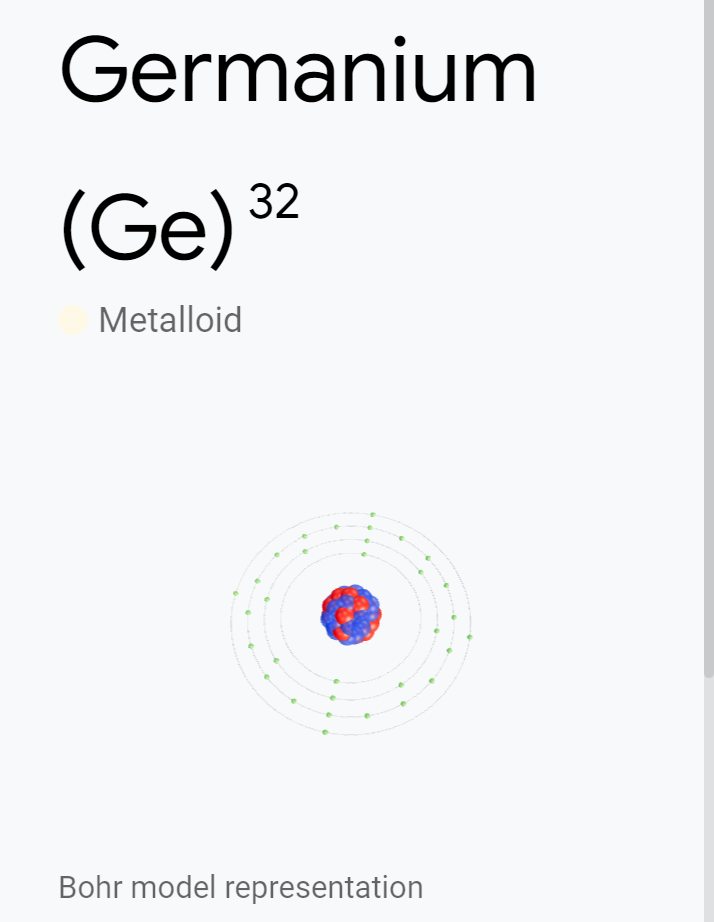 Germanium
(Ge) 32
Metalloid
Bohr model representation